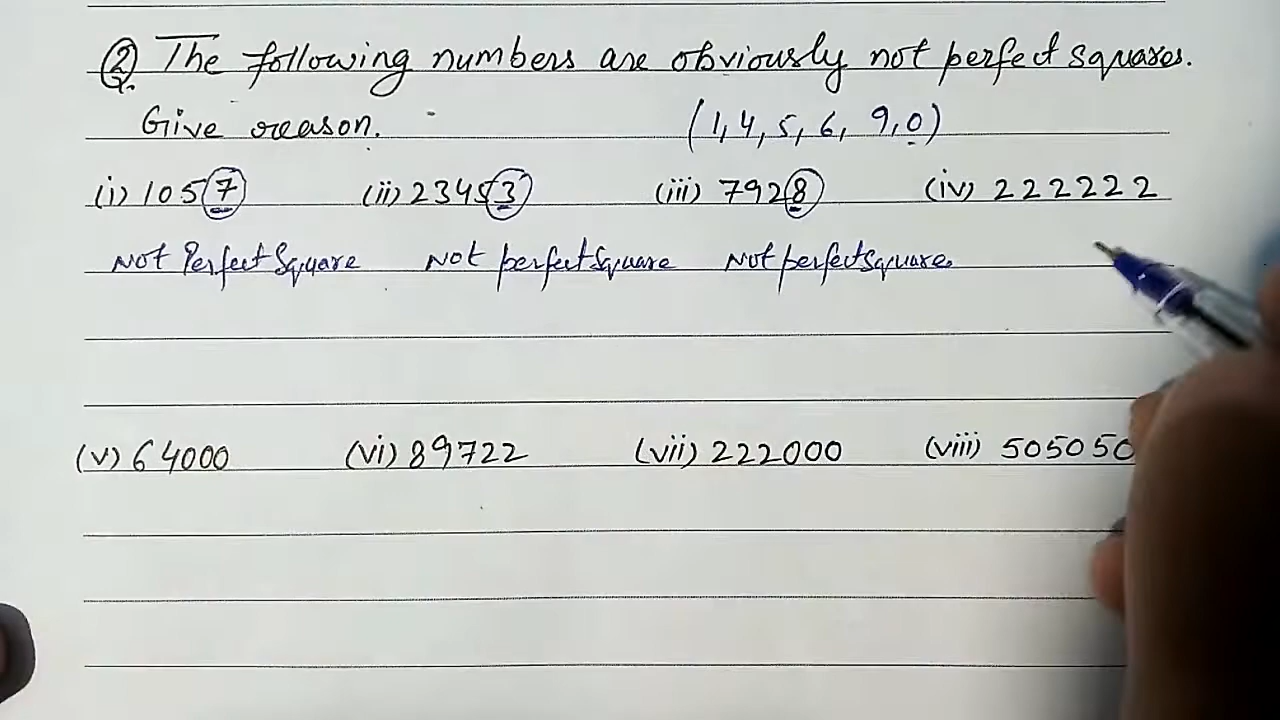 Q2. The following numbers are obviously not perfect squares.
Give reason. (1, 4, 5, 6, 9, 0)
(i) 1057 (ii) 23453 (iii) 7928 (iv) 222222
Not Perfect Square Not perfect Square Not perfect square.
(v) 64000 (vi) 89722 (vii) 222000 (viii) 505050